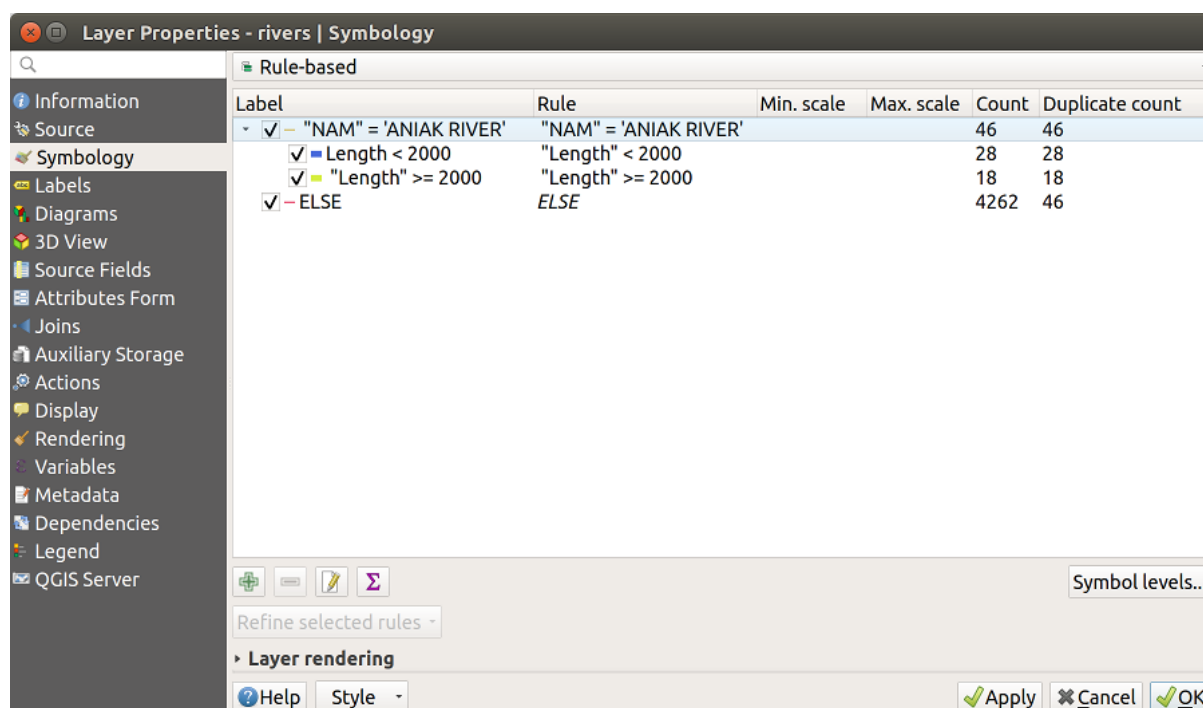 Layer Properties - rivers | Symbology
Rule-based
Information
Source
Symbology
Labels
Diagrams
3D View
Source Fields
Attributes Form
Joins
Auxiliary Storage
Actions
Display
Rendering
Variables
Metadata
Dependencies
Legend
QGIS Server
Label Rule Min. scale Max. scale Count Duplicate count
"NAM" = 'ANIAK RIVER' "NAM" = 'ANIAK RIVER' 46 46
Length < 2000 "Length" < 2000 28 28
"Length" >= 2000 "Length" >= 2000 18 18
ELSE ELSE 4262 46
Σ
Symbol levels..
Refine selected rules
Layer rendering
Help Style Apply Cancel OK